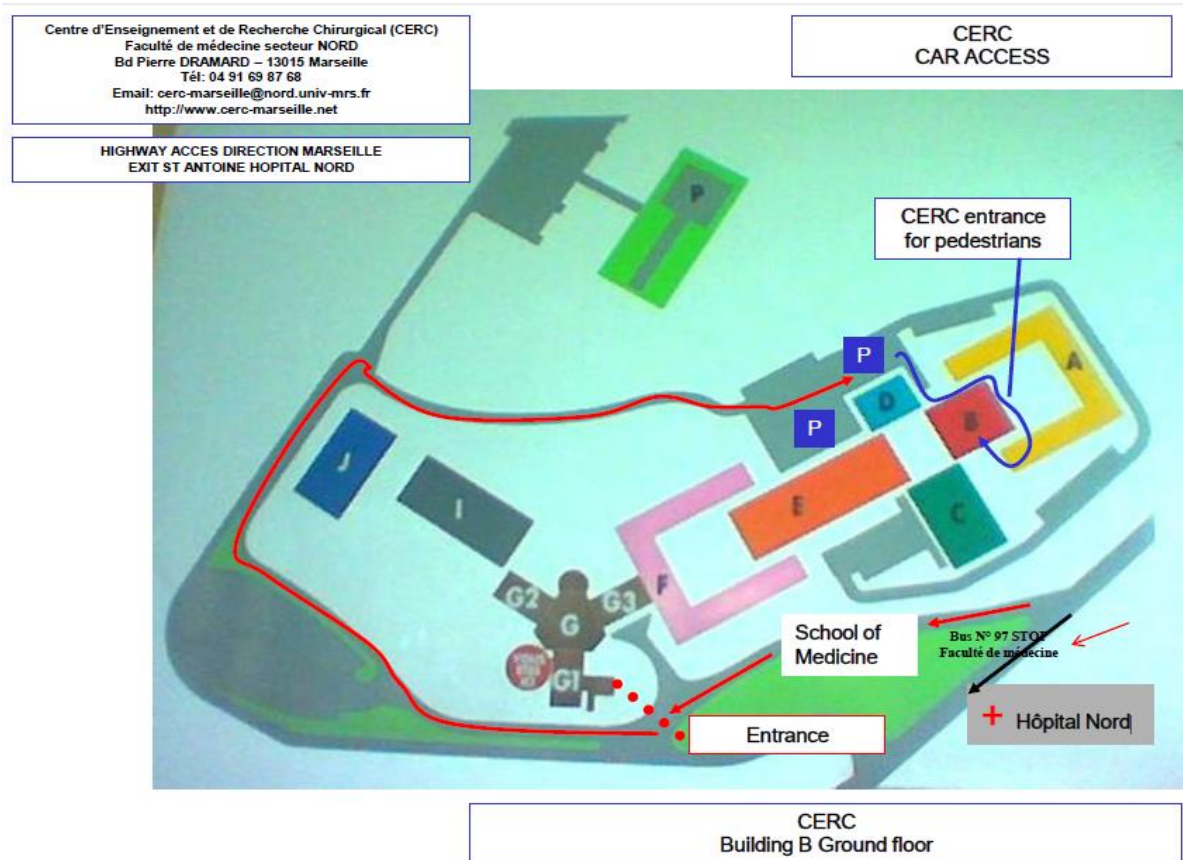 Centre d'Enseignement et de Recherche Chirurgical (CERC)
Faculté de médecine secteur NORD
Bd Pierre DRAMARD – 13015 Marseille
Tél: 04 91 69 87 68
Email: cerc-marseille@nord.univ-mrs.fr
http://www.cerc-marseille.net
HIGHWAY ACCES DIRECTION MARSEILLE
EXIT ST ANTOINE HOPITAL NORD
CERC
CAR ACCESS
P
CERC entrance
for pedestrians
P
A
D
B
P
J
I
E
C
G2
G3
F
G
G1
School of
Medicine
Bus N° 97 STOP
Faculté de médecine
Hôpital Nord
Entrance
CERC
Building B Ground floor